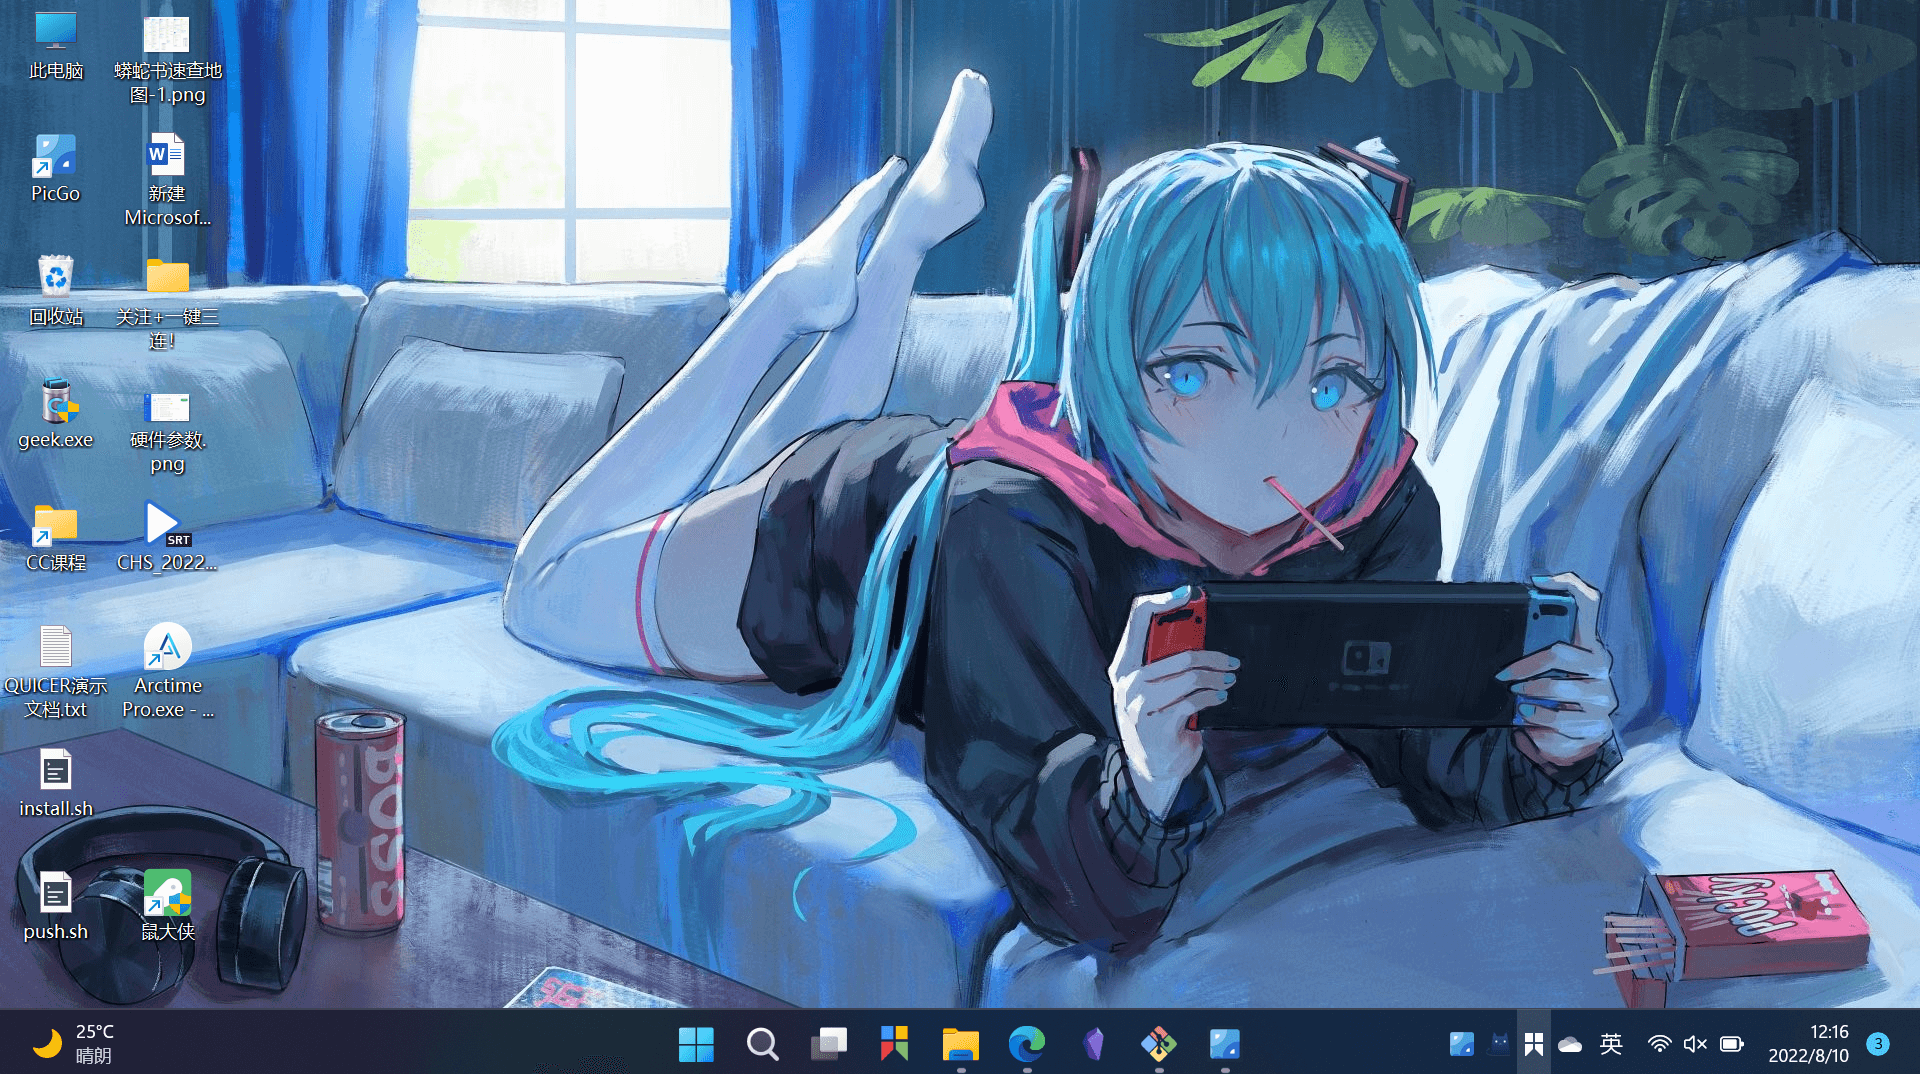 此电脑
蟒蛇书速查地
图-1.png
PicGo
W
新建
Microsof...
回收站
关注+一键三
连!
geek.exe
硬件参数.
png
CC课程
SRT
CHS_2022...
QUICER演示
文档.txt
Arctime
Pro.exe - ...
install.sh
push.sh
鼠大侠
pocky
25°C
晴朗
英
12:16
2022/8/10
3